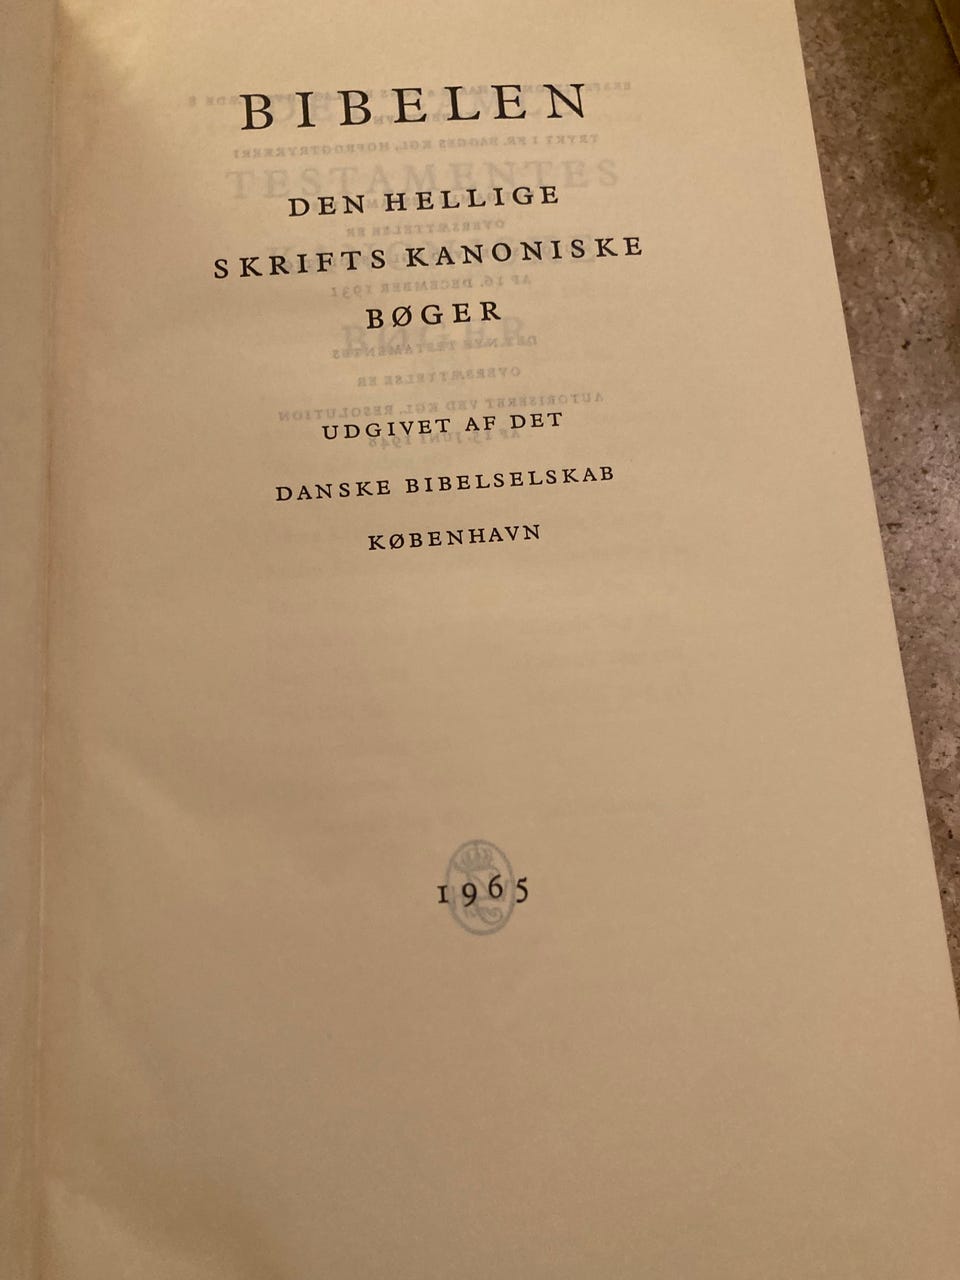 BIBELEN
DEN HELLIGE
SKRIFTS KANONISKE
BØGER
UDGIVET AF DET
DANSKE BIBELSELSKAB
KØBENHAVN
1965